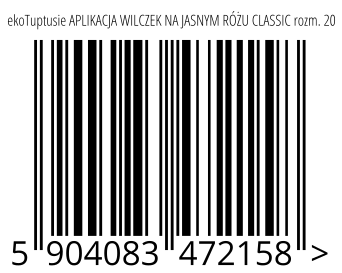 ekoTuptusie APLIKACJA WILCZEK NA JASNYM RÓŻU CLASSIC rozm. 20
5 904083 472158 >